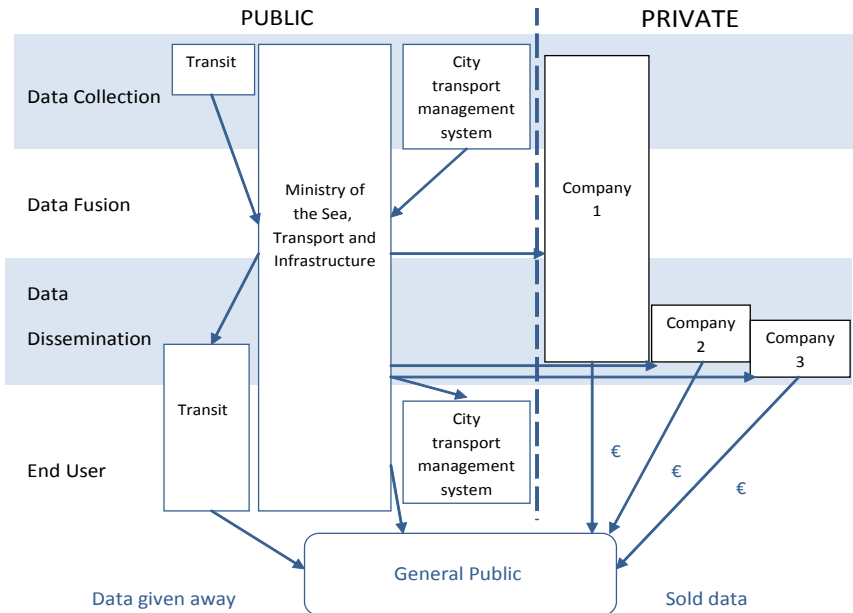 PUBLIC
PRIVATE
Data Collection
Transit
City
transport
management
system
Data Fusion
Ministry of
the Sea,
Transport and
Infrastructure
Company
1
Data
Dissemination
Company
2
Company
3
Transit
City
transport
management
system
End User
€
€
€
General Public
Data given away
Sold data